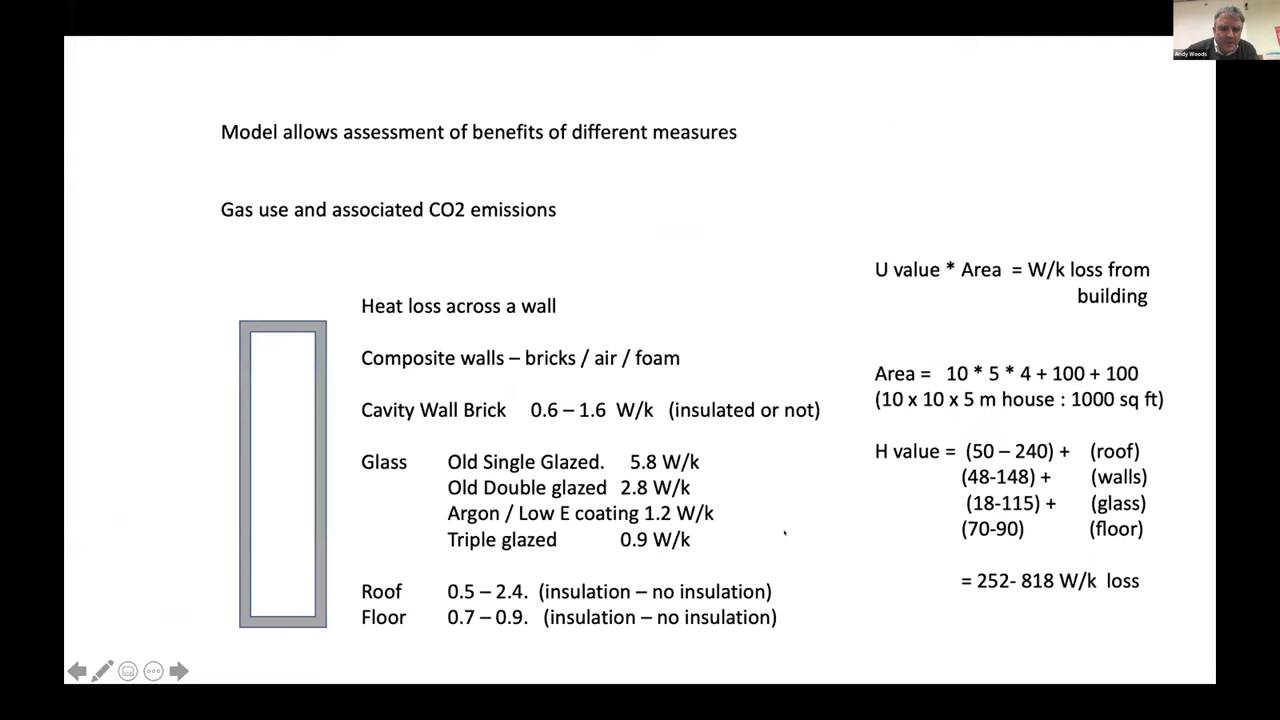 Andy Woods
Model allows assessment of benefits of different measures
Gas use and associated CO2 emissions
Heat loss across a wall
Composite walls – bricks / air / foam
Cavity Wall Brick 0.6 – 1.6 W/k (insulated or not)
Glass Old Single Glazed. 5.8 W/k
Old Double glazed 2.8 W/k
Argon / Low E coating 1.2 W/k
Triple glazed 0.9 W/k
Roof 0.5 – 2.4. (insulation – no insulation)
Floor 0.7 – 0.9. (insulation – no insulation)
U value * Area = W/k loss from
building
Area = 10 * 5 * 4 + 100 + 100
(10 x 10 x 5 m house : 1000 sq ft)
H value = (50 – 240) + (roof)
(48-148) + (walls)
(18-115) + (glass)
(70-90) (floor)
= 252- 818 W/k loss